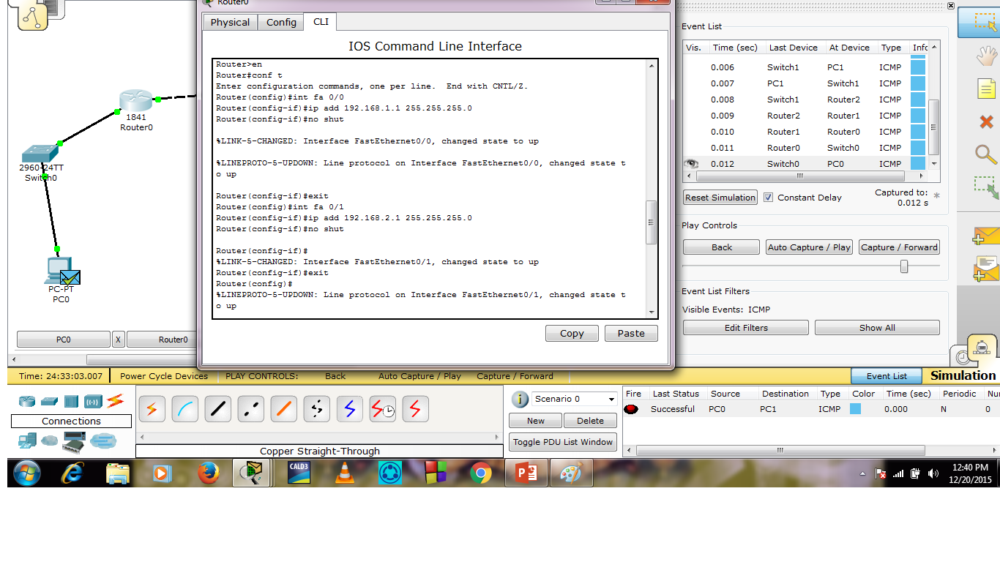 Router0
Physical Config CLI
IOS Command Line Interface
Router>en
Router#conf t
Enter configuration commands, one per line.  End with CNTL/Z.
Router(config)#int fa 0/0
Router(config-if)#ip add 192.168.1.1 255.255.255.0
Router(config-if)#no shut
%LINK-5-CHANGED: Interface FastEthernet0/0, changed state to up
%LINEPROTO-5-UPDOWN: Line protocol on Interface FastEthernet0/0, changed state t
o up
Router(config-if)#exit
Router(config)#int fa 0/1
Router(config-if)#ip add 192.168.2.1 255.255.255.0
Router(config-if)#no shut
Router(config-if)#
%LINK-5-CHANGED: Interface FastEthernet0/1, changed state to up
Router(config-if)#exit
Router(config)#
%LINEPROTO-5-UPDOWN: Line protocol on Interface FastEthernet0/1, changed state t
o up
Copy Paste
1841
Router0
2960-24TT
Switch0
PC-PT
PC0
PC0 X Router0
Event List
Vis. Time (sec) Last Device At Device Type Info
0.006 Switch1 PC1 ICMP
0.007 PC1 Switch1 ICMP
0.008 Switch1 Router2 ICMP
0.009 Router2 Router1 ICMP
0.010 Router1 Router0 ICMP
0.011 Router0 Switch0 ICMP
0.012 Switch0 PC0 ICMP
Reset Simulation Constant Delay Captured to: *
0.012 s
Play Controls
Back Auto Capture / Play Capture / Forward
Event List Filters
Visible Events: ICMP
Edit Filters Show All
Time: 24:33:03.007 Power Cycle Devices PLAY CONTROLS: Back Auto Capture / Play Capture / Forward Event List Simulation
Connections
Copper Straight-Through
Scenario 0
New Delete
Toggle PDU List Window
Fire Last Status Source Destination Type Color Time (sec) Periodic Nu
Successful PC0 PC1 ICMP 0.000 N 0
CALD3
12:40 PM
12/20/2015